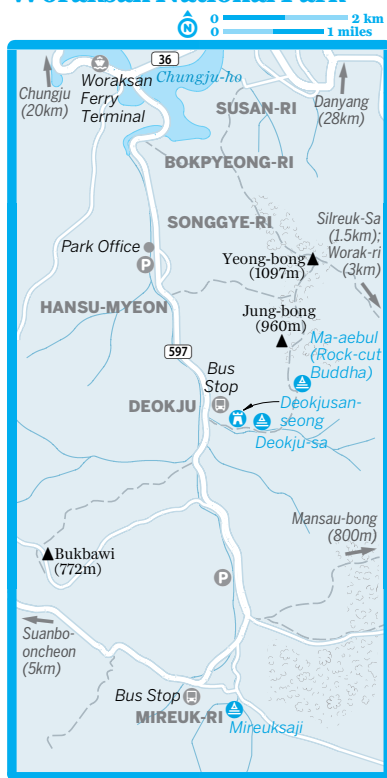 Woraksan National Park
N
0 2 km
0 1 miles
36
Chungju-ho
Chungju
(20km)
Woraksan
Ferry
Terminal
SUSAN-RI
Danyang
(28km)
BOKPYEONG-RI
SONGGYE-RI
Silreuk-Sa
(1.5km);
Worak-ri
(3km)
Park Office
P
Yeong-bong
(1097m)
HANSU-MYEON
Jung-bong
(960m)
597
Ma-aebul
(Rock-cut
Buddha)
Bus
Stop
DEOKJU
Deokjusan-
seong
Deokju-sa
Mansau-bong
(800m)
Bukbawi
(772m)
P
Suanbo-
oncheon
(5km)
Bus Stop
MIREUK-RI
Mireuksaji